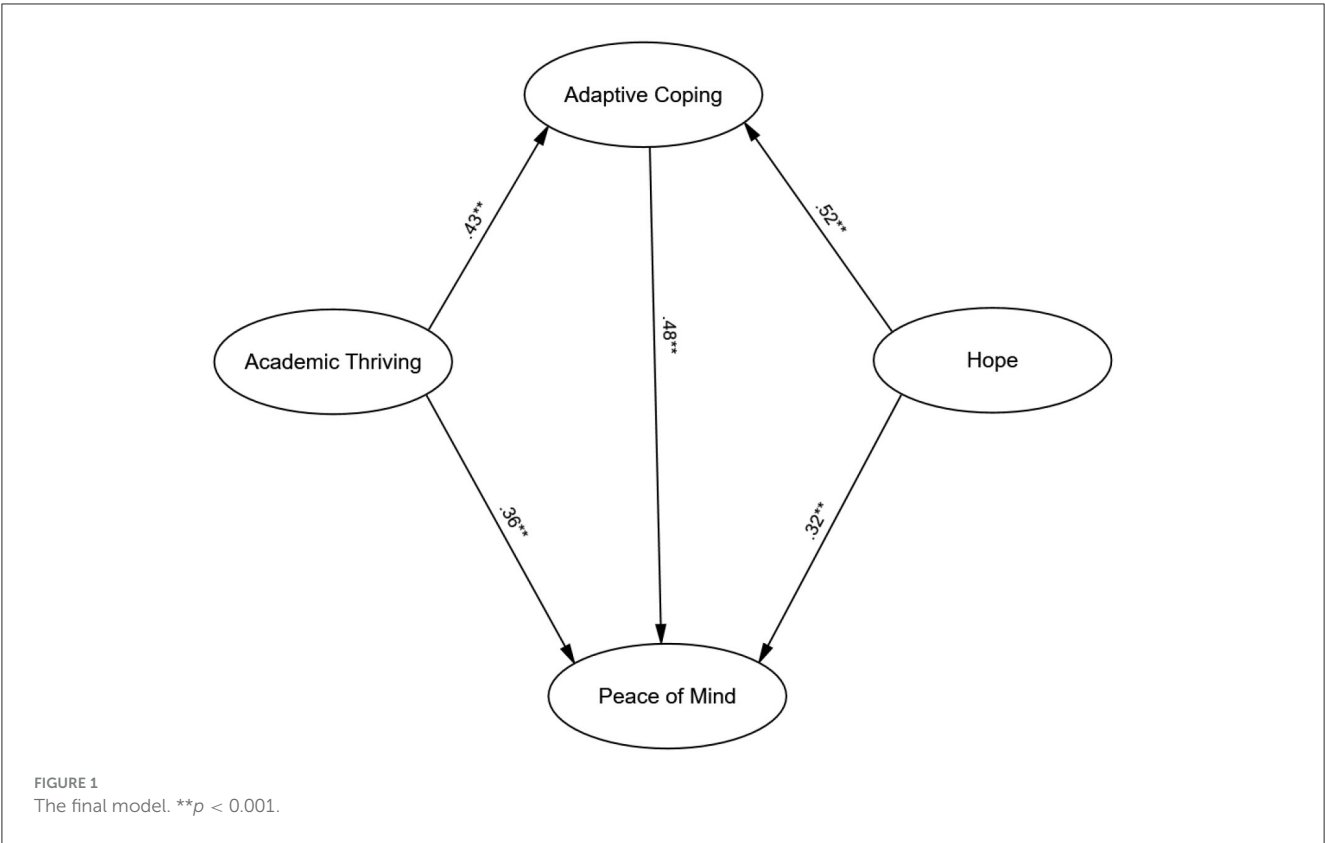 Adaptive Coping
.43**
.52**
.48**
Academic Thriving
Hope
.36**
.32**
Peace of Mind
FIGURE 1
The final model. **p < 0.001.